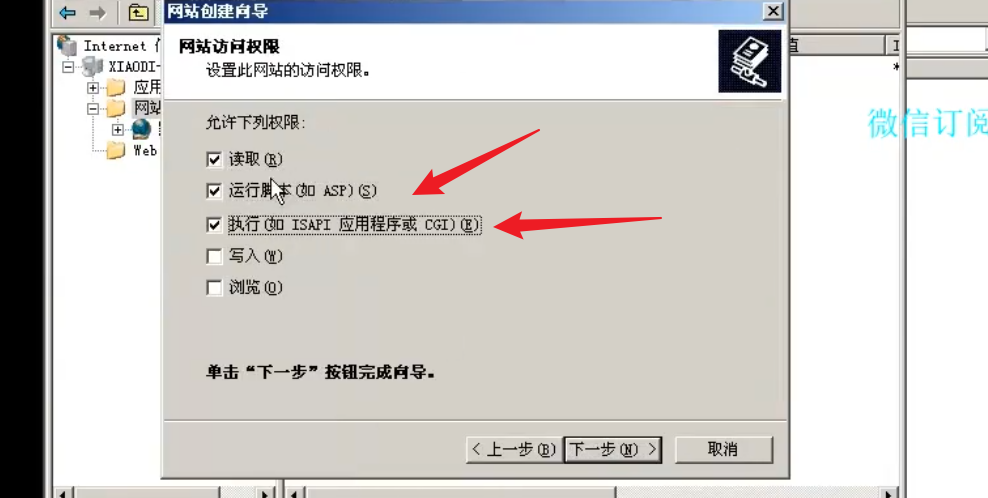 网站创建向导
Internet
网站访问权限
设置此网站的访问权限。
值
XIAODI-
应用
网站
Web
允许下列权限:
微信订阅
读取(R)
运行脚本(如 ASP)(S)
执行(如 ISAPI 应用程序或 CGI)(E)
写入(W)
浏览(O)
单击“下一步”按钮完成向导。
< 上一步(B)
下一步(N) >
取消